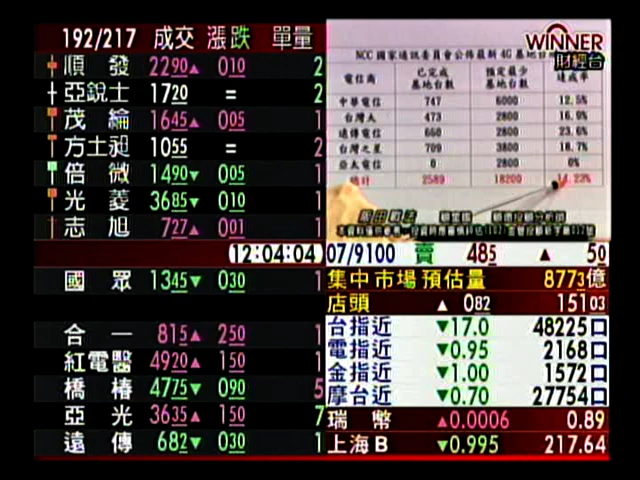 192/217 成交 漲跌 單量
順發 2290▲ 010 2
亞銳士 1720 = 2
茂綸 1645▲ 005 1
方土昶 1055 = 2
倍微 1490▼ 005 1
光菱 3685▼ 010 1
志旭 727▲ 001 1
12:04:04
國眾 1345▼ 030 1
合一 815▲ 250 1
紅電醫 4920▲ 150 1
橋椿 4775▼ 090 5
亞光 3635▲ 150 7
遠傳 682▼ 030 1
WINNER
財經台
NCC 國家通訊委員會公佈最新 4G 基地台
電信商 已完成基地台數 指定最少基地台數 達成率
中華電信 747 6000 12.5%
台灣大 473 2800 16.9%
遠傳電信 660 2800 23.6%
台灣之星 709 3800 18.7%
亞太電信 0 2800 0%
總計 2589 18200 14.23%
07/9100 賣 485 ▲ 50
集中市場預估量 8773億
店頭 ▲ 082 15103
台指近 ▼17.0 48225口
電指近 ▼0.95 2168口
金指近 ▼1.00 1572口
摩台近 ▼0.70 27754口
瑞幣 ▲0.0006 0.89
上海B ▼0.995 217.64